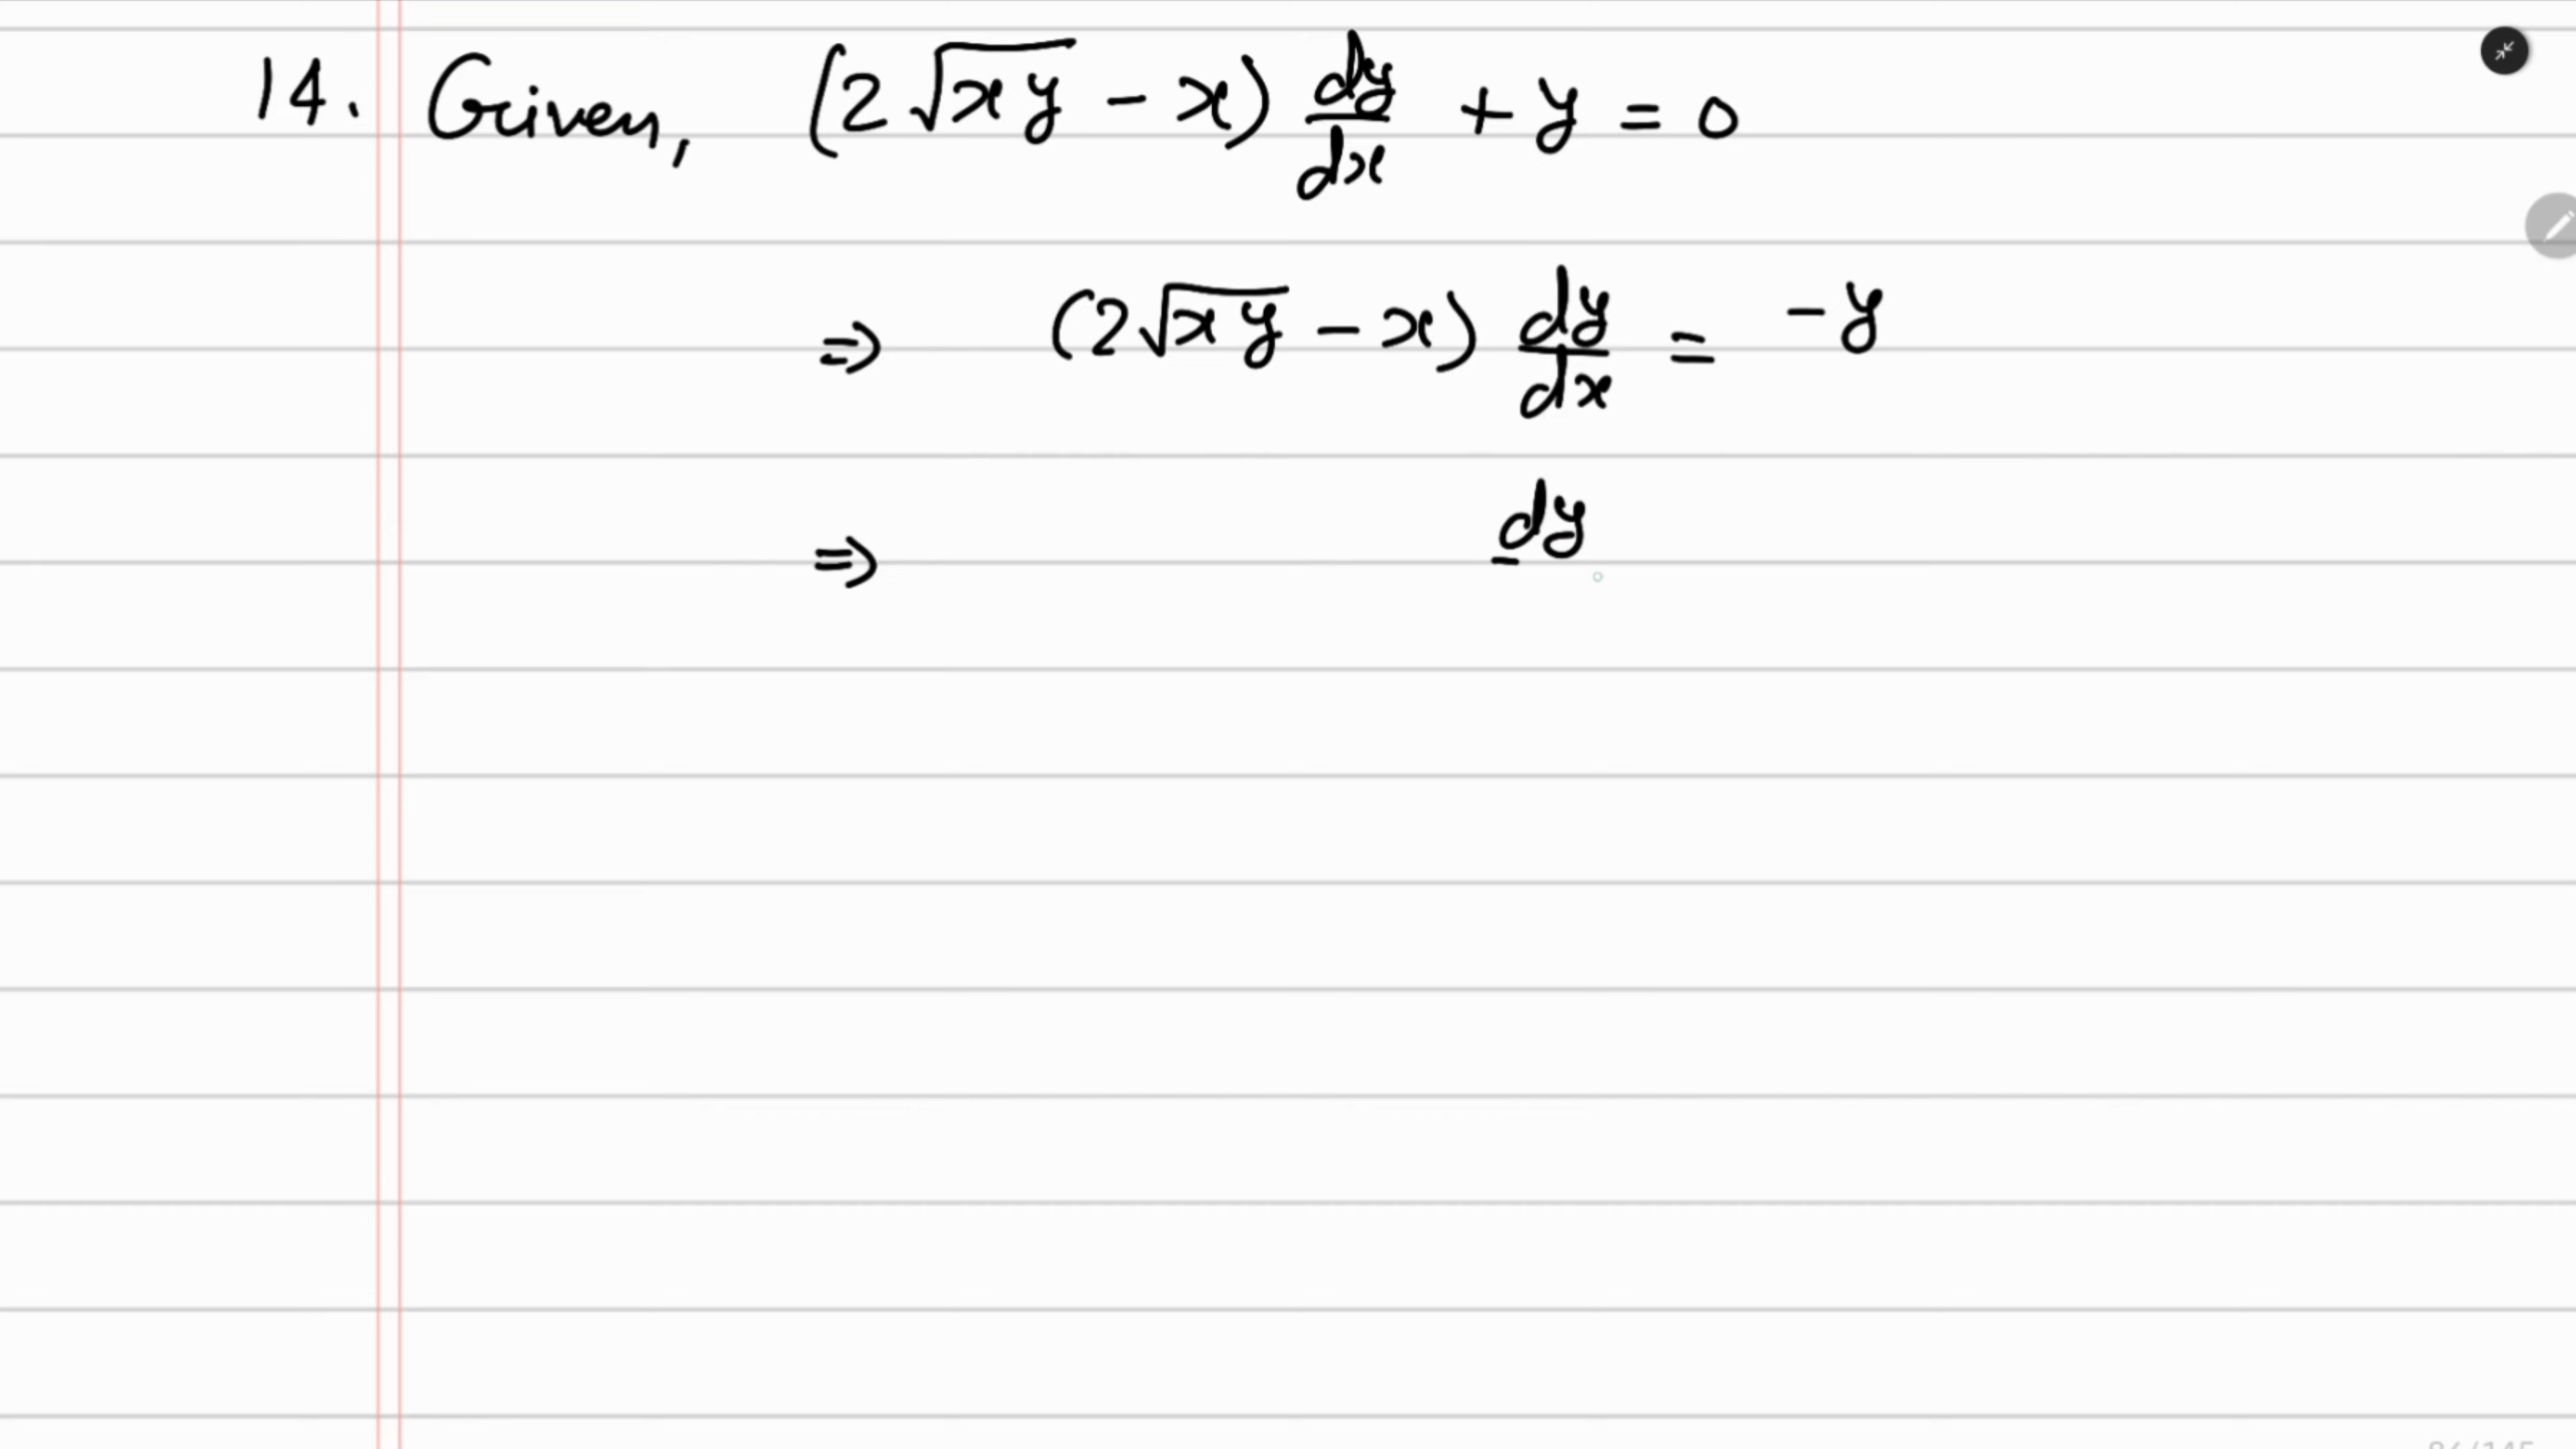 14. Given, (2√xy - x) dy/dx + y = 0
⇒ (2√xy - x) dy/dx = -y
⇒ dy